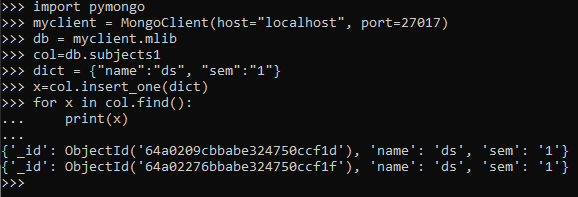 >>> import pymongo
>>> myclient = MongoClient(host="localhost", port=27017)
>>> db = myclient.mlib
>>> col=db.subjects1
>>> dict = {"name":"ds", "sem":"1"}
>>> x=col.insert_one(dict)
>>> for x in col.find():
...     print(x)
...
{'_id': ObjectId('64a0209cbbabe324750ccf1d'), 'name': 'ds', 'sem': '1'}
{'_id': ObjectId('64a02276bbabe324750ccf1f'), 'name': 'ds', 'sem': '1'}
>>>